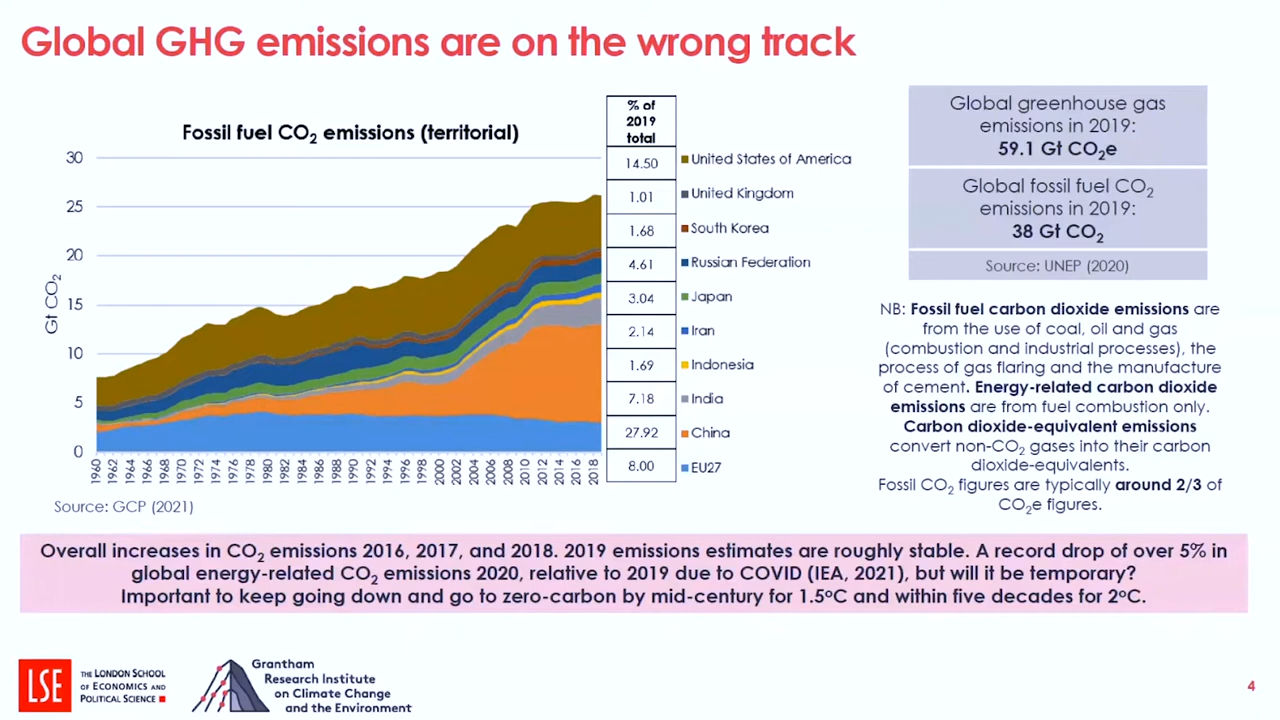 Global GHG emissions are on the wrong track
Fossil fuel CO2 emissions (territorial)
Gt CO2
30
25
20
15
10
5
0
1960
1962
1964
1966
1968
1970
1972
1974
1976
1978
1980
1982
1984
1986
1988
1990
1992
1994
1996
1998
2000
2002
2004
2006
2008
2010
2012
2014
2016
2018
% of
2019
total
14.50 United States of America
1.01 United Kingdom
1.68 South Korea
4.61 Russian Federation
3.04 Japan
2.14 Iran
1.69 Indonesia
7.18 India
27.92 China
8.00 EU27
Source: GCP (2021)
Global greenhouse gas
emissions in 2019:
59.1 Gt CO2e
Global fossil fuel CO2
emissions in 2019:
38 Gt CO2
Source: UNEP (2020)
NB: Fossil fuel carbon dioxide emissions are
from the use of coal, oil and gas
(combustion and industrial processes), the
process of gas flaring and the manufacture
of cement. Energy-related carbon dioxide
emissions are from fuel combustion only.
Carbon dioxide-equivalent emissions
convert non-CO2 gases into their carbon
dioxide-equivalents.
Fossil CO2 figures are typically around 2/3 of
CO2e figures.
Overall increases in CO2 emissions 2016, 2017, and 2018. 2019 emissions estimates are roughly stable. A record drop of over 5% in
global energy-related CO2 emissions 2020, relative to 2019 due to COVID (IEA, 2021), but will it be temporary?
Important to keep going down and go to zero-carbon by mid-century for 1.5°C and within five decades for 2°C.
LSE
THE LONDON SCHOOL
OF ECONOMICS AND
POLITICAL SCIENCE
Grantham
Research Institute
on Climate Change
and the Environment
4